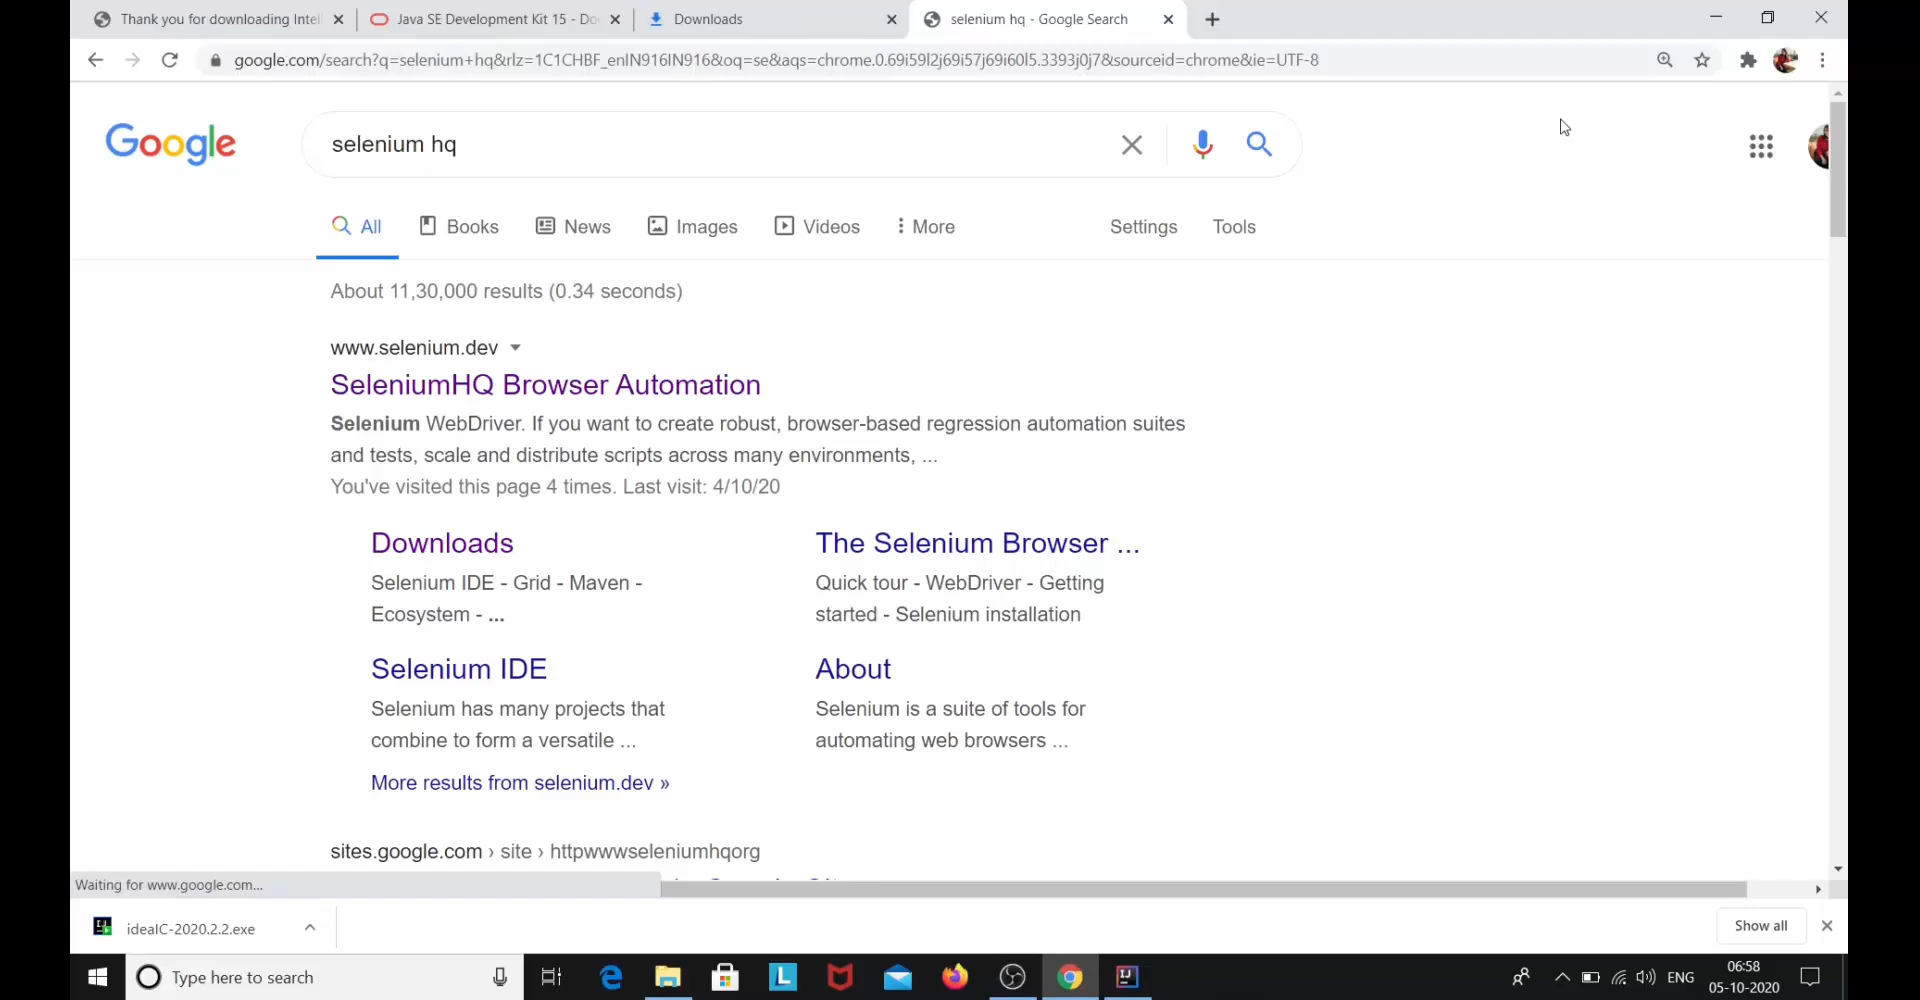 Thank you for downloading Intell
Java SE Development Kit 15 - Do
Downloads
selenium hq - Google Search
google.com/search?q=selenium+hq&rlz=1C1CHBF_enIN916IN916&oq=se&aqs=chrome.0.69i59l2j69i57j69i60l5.3393j0j7&sourceid=chrome&ie=UTF-8
Google
selenium hq
All
Books
News
Images
Videos
More
Settings
Tools
About 11,30,000 results (0.34 seconds)
www.selenium.dev
SeleniumHQ Browser Automation
Selenium WebDriver. If you want to create robust, browser-based regression automation suites
and tests, scale and distribute scripts across many environments, ...
You've visited this page 4 times. Last visit: 4/10/20
Downloads
Selenium IDE - Grid - Maven -
Ecosystem - ...
The Selenium Browser ...
Quick tour - WebDriver - Getting
started - Selenium installation
Selenium IDE
Selenium has many projects that
combine to form a versatile ...
About
Selenium is a suite of tools for
automating web browsers ...
More results from selenium.dev »
sites.google.com › site › httpwwwseleniumhqorg
Waiting for www.google.com...
ideaIC-2020.2.2.exe
Show all
Type here to search
ENG
06:58
05-10-2020